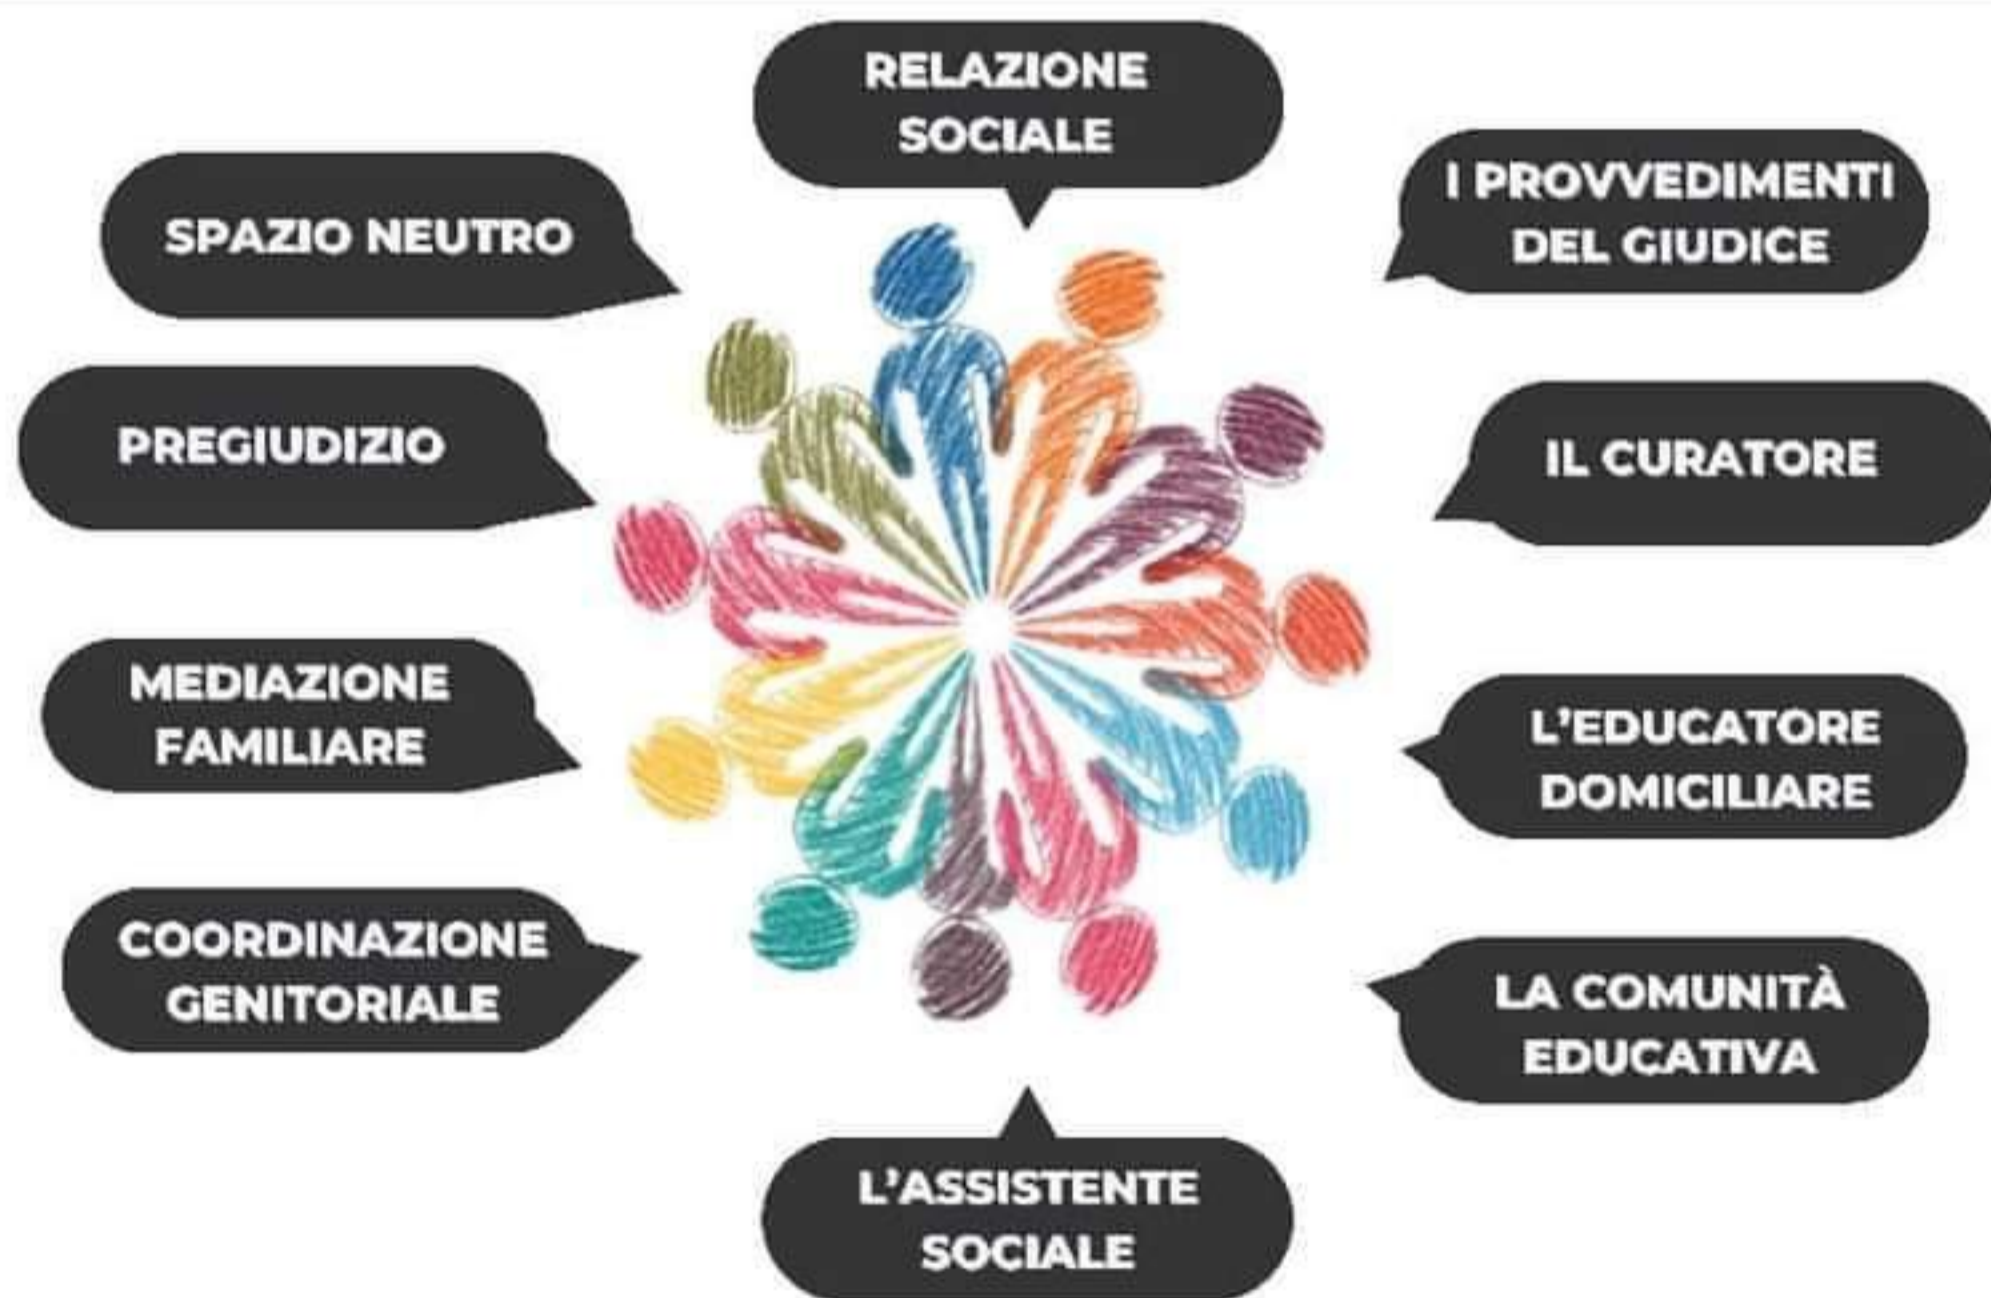 RELAZIONE
SOCIALE
SPAZIO NEUTRO
I PROVVEDIMENTI
DEL GIUDICE
PREGIUDIZIO
IL CURATORE
MEDIAZIONE
FAMILIARE
L'EDUCATORE
DOMICILIARE
COORDINAZIONE
GENITORIALE
LA COMUNITÀ
EDUCATIVA
L'ASSISTENTE
SOCIALE